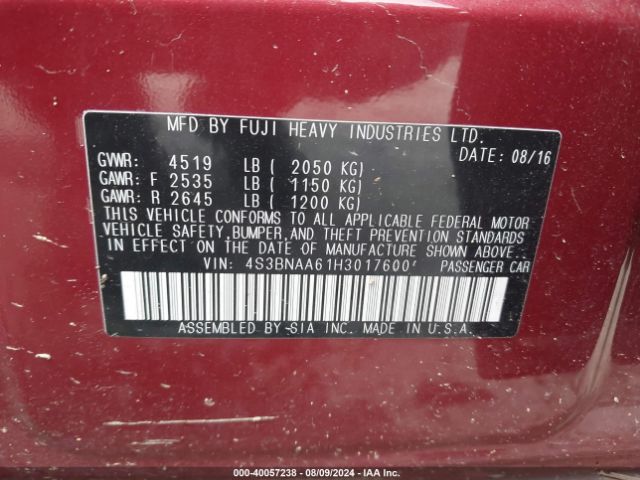 MFD BY FUJI HEAVY INDUSTRIES LTD.
DATE: 08/16
GVWR: 4519 LB ( 2050 KG)
GAWR: F 2535 LB ( 1150 KG)
GAWR: R 2645 LB ( 1200 KG)
THIS VEHICLE CONFORMS TO ALL APPLICABLE FEDERAL MOTOR
VEHICLE SAFETY, BUMPER, AND THEFT PREVENTION STANDARDS
IN EFFECT ON THE DATE OF MANUFACTURE SHOWN ABOVE.
VIN: 4S3BNAA61H3017600 PASSENGER CAR
ASSEMBLED BY SIA INC. MADE IN U.S.A.
000-40057238 - 08/09/2024 - IAA Inc.